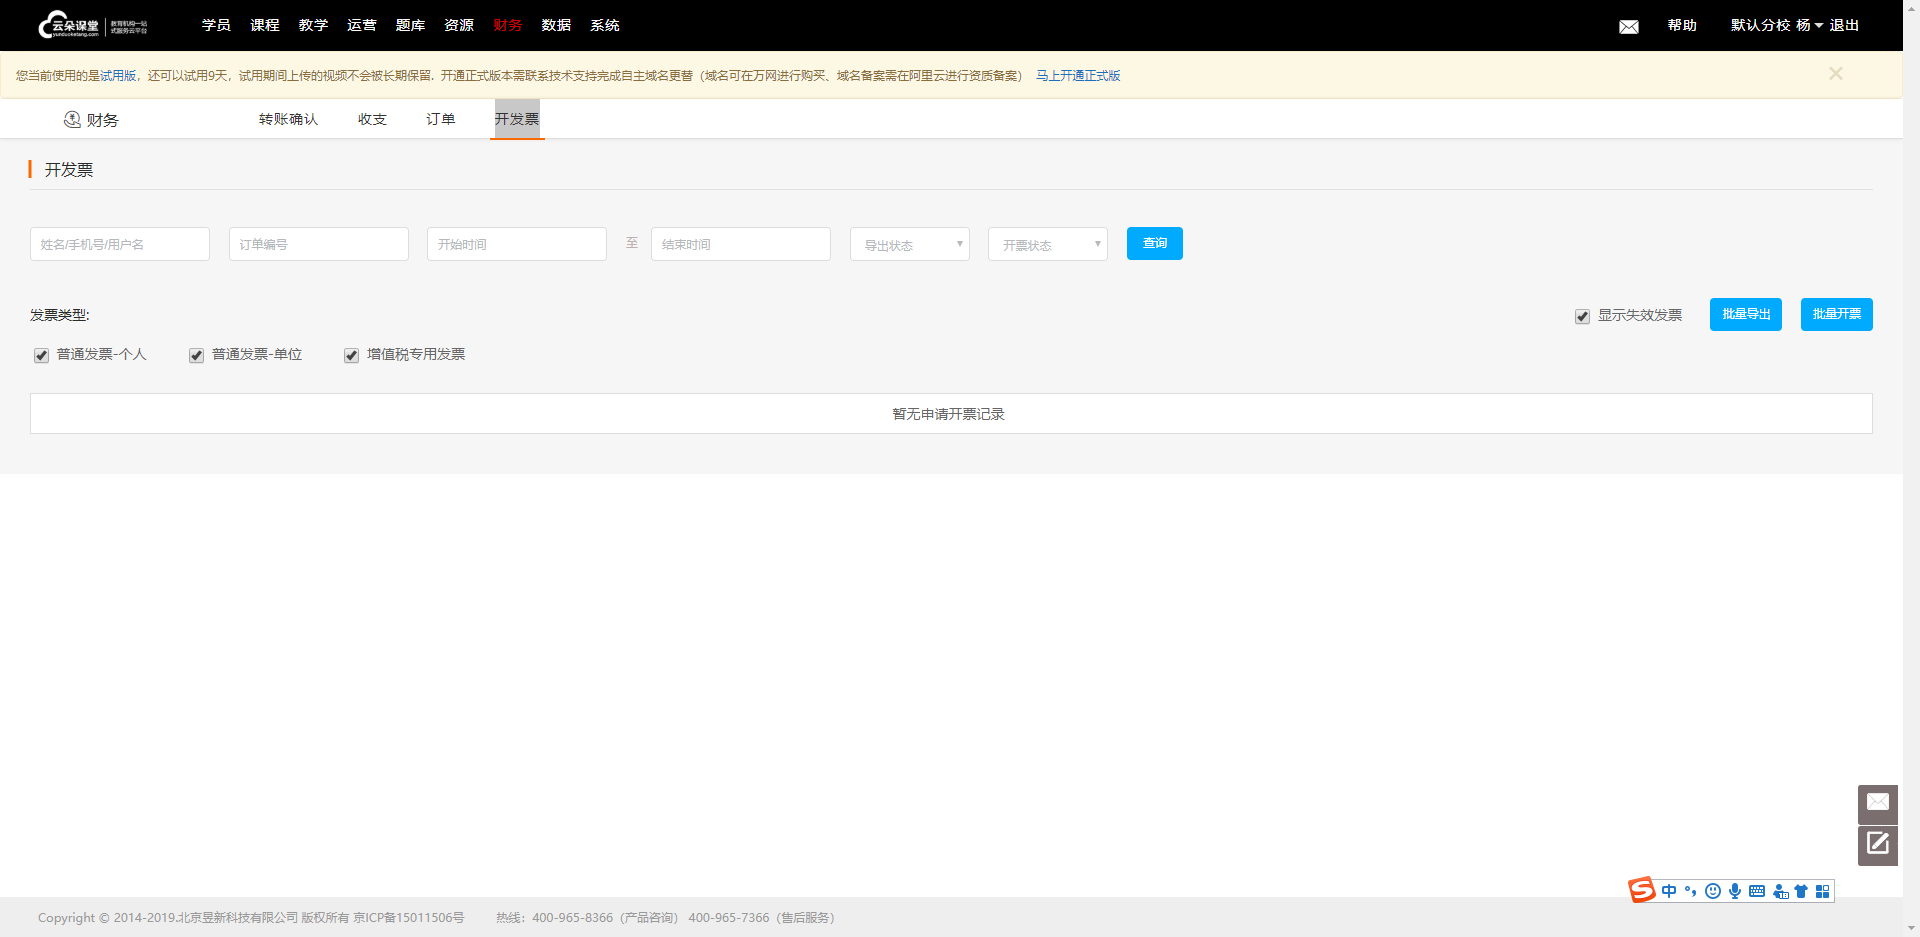 云朵课堂 yunduoketang.com 教育机构一站式服务云平台
学员 课程 教学 运营 题库 资源 财务 数据 系统 帮助 默认分校 杨 退出
您当前使用的是试用版，还可以试用9天，试用期间上传的视频不会被长期保留. 开通正式版本需联系技术支持完成自主域名更替（域名可在万网进行购买、域名备案需在阿里云进行资质备案） 马上开通正式版
财务 转账确认 收支 订单 开发票
开发票
姓名/手机号/用户名 订单编号 开始时间 至 结束时间 导出状态 开票状态 查询
发票类型: 显示失效发票 批量导出 批量开票
普通发票-个人 普通发票-单位 增值税专用发票
暂无申请开票记录
中
Copyright © 2014-2019.北京昱新科技有限公司 版权所有 京ICP备15011506号 热线：400-965-8366（产品咨询） 400-965-7366（售后服务）